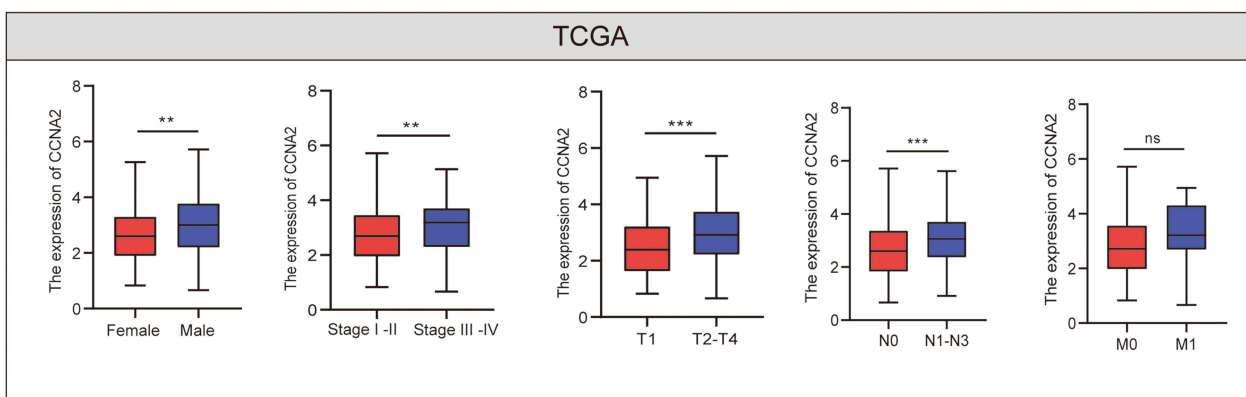 TCGA
The expression of CCNA2
8
6
4
2
0
**
Female Male
The expression of CCNA2
8
6
4
2
0
**
Stage I -II Stage III -IV
The expression of CCNA2
8
6
4
2
0
***
T1 T2-T4
The expression of CCNA2
8
6
4
2
0
***
N0 N1-N3
The expression of CCNA2
8
6
4
2
0
ns
M0 M1